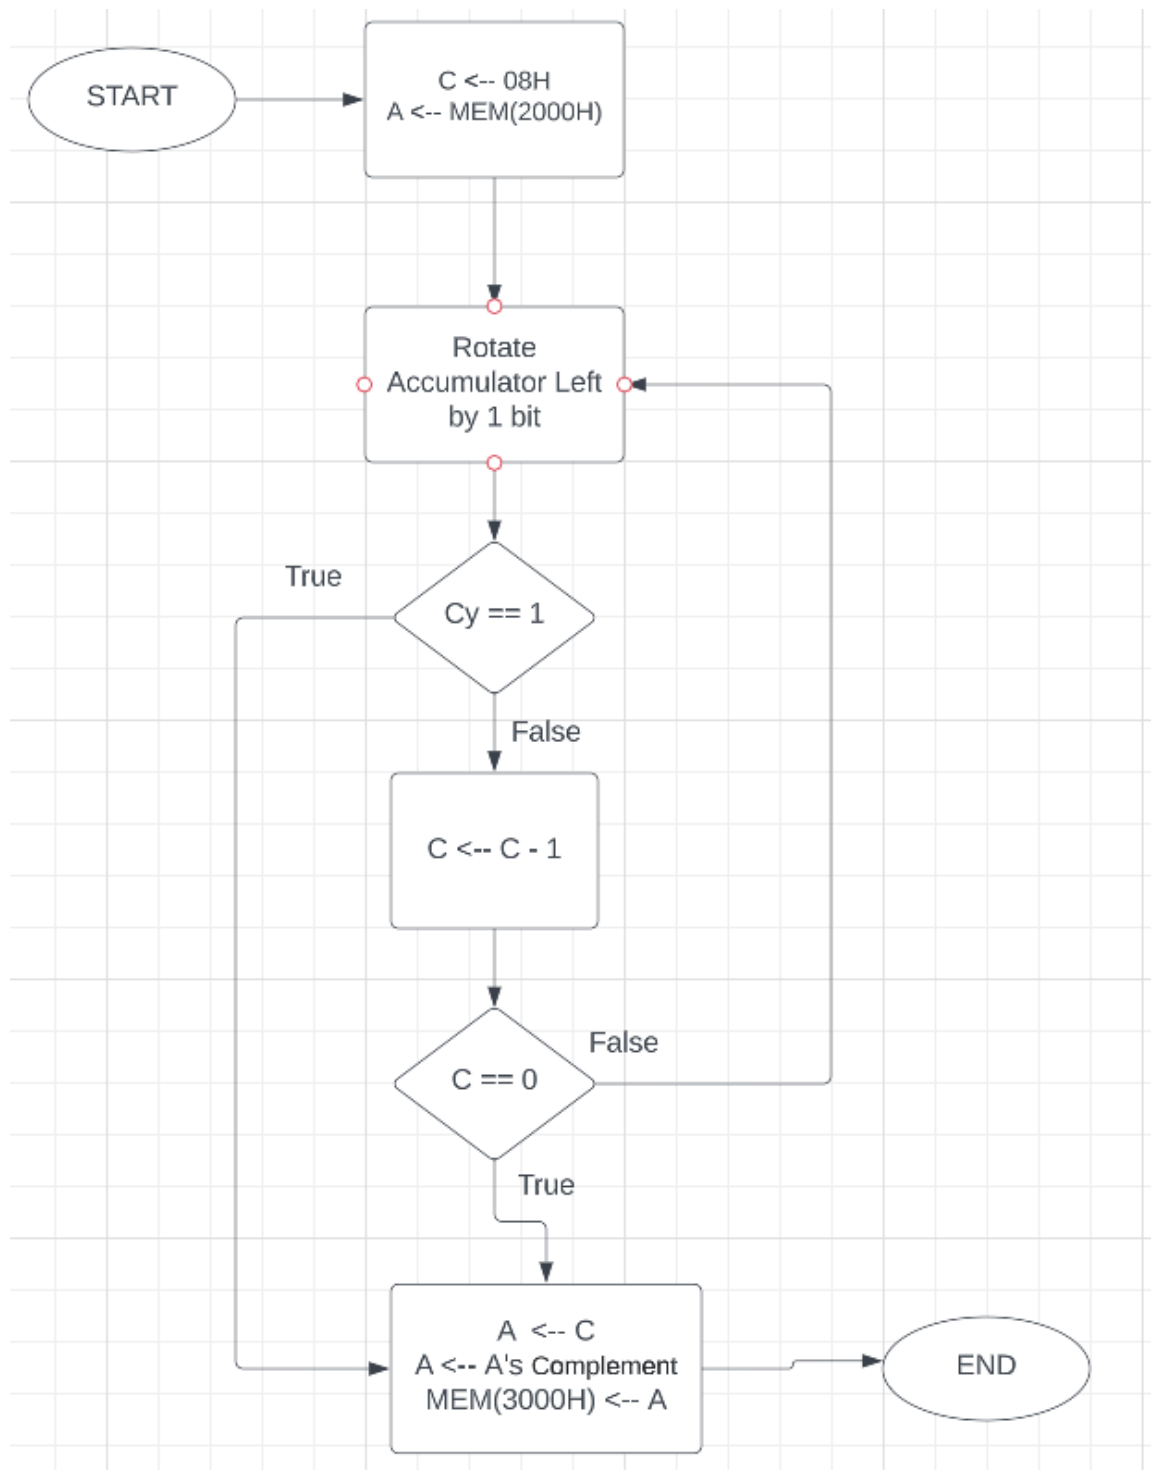 START
C <-- 08H
A <-- MEM(2000H)
Rotate
Accumulator Left
by 1 bit
True
Cy == 1
False
C <-- C - 1
False
C == 0
True
A <-- C
A <-- A's Complement
MEM(3000H) <-- A
END